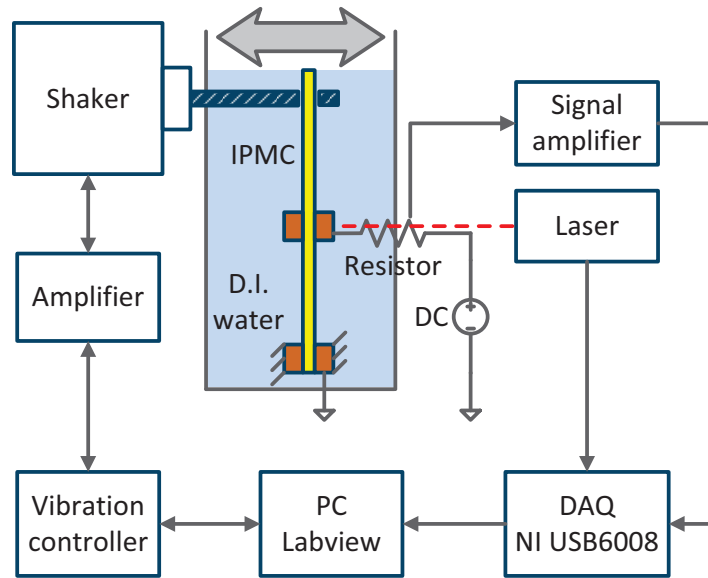 Shaker
Signal
amplifier
IPMC
Laser
Resistor
Amplifier
D.I.
water
DC
Vibration
controller
PC
Labview
DAQ
NI USB6008